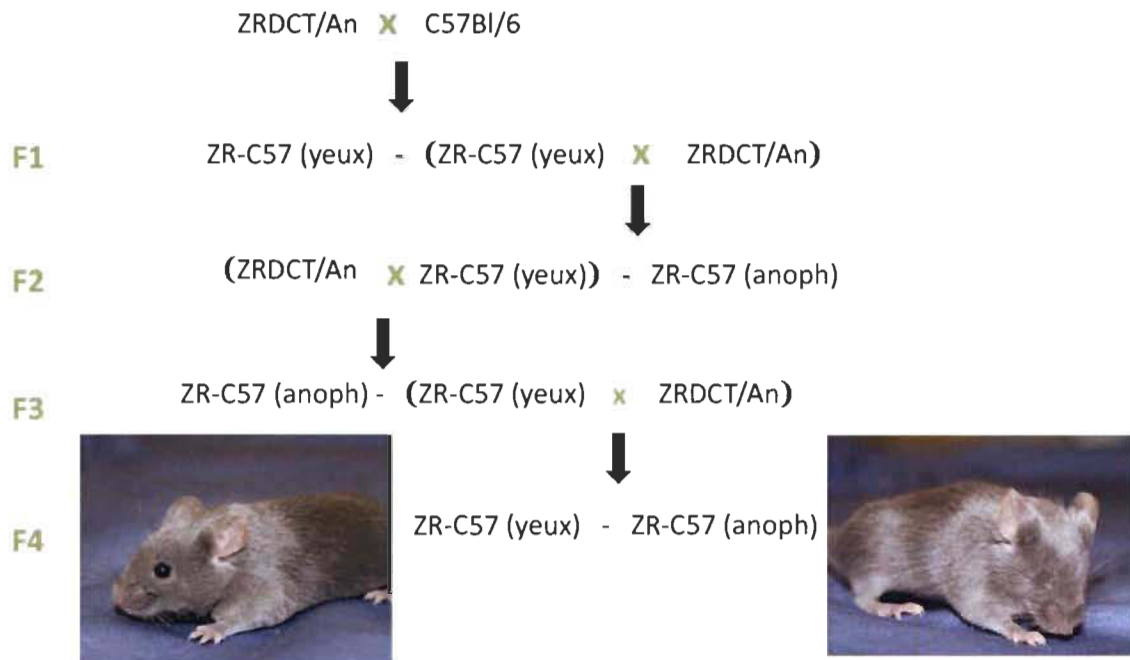 ZRDCT/An X C57Bl/6
F1 ZR-C57 (yeux) - (ZR-C57 (yeux) X ZRDCT/An)
F2 (ZRDCT/An X ZR-C57 (yeux)) - ZR-C57 (anoph)
F3 ZR-C57 (anoph) - (ZR-C57 (yeux) x ZRDCT/An)
F4 ZR-C57 (yeux) - ZR-C57 (anoph)